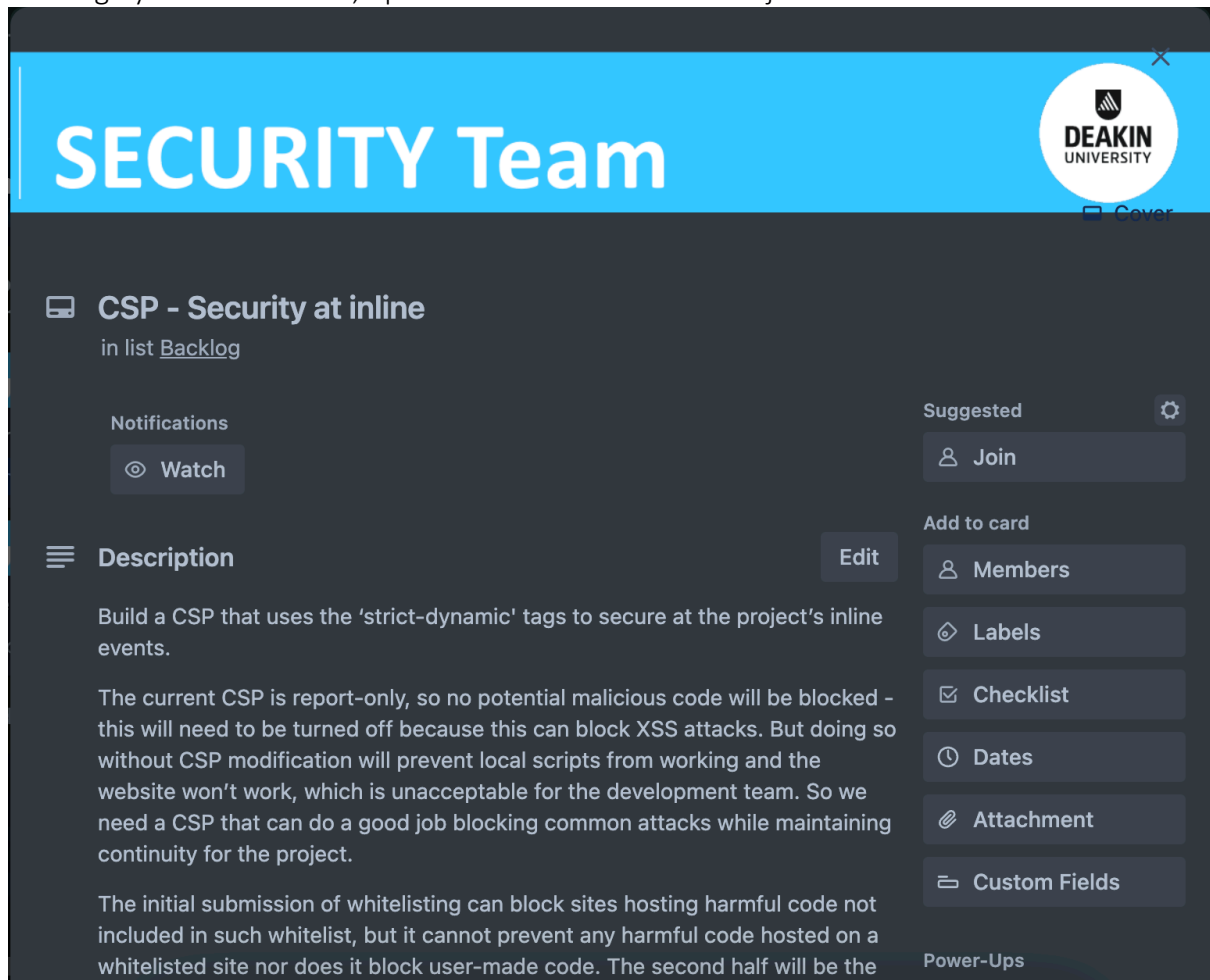 SECURITY Team
DEAKIN
UNIVERSITY
Cover
CSP - Security at inline
in list Backlog
Notifications
Watch
Suggested
Join
Add to card
Members
Labels
Checklist
Dates
Attachment
Custom Fields
Power-Ups
Description
Edit
Build a CSP that uses the ‘strict-dynamic' tags to secure at the project’s inline
events.
The current CSP is report-only, so no potential malicious code will be blocked -
this will need to be turned off because this can block XSS attacks. But doing so
without CSP modification will prevent local scripts from working and the
website won’t work, which is unacceptable for the development team. So we
need a CSP that can do a good job blocking common attacks while maintaining
continuity for the project.
The initial submission of whitelisting can block sites hosting harmful code not
included in such whitelist, but it cannot prevent any harmful code hosted on a
whitelisted site nor does it block user-made code. The second half will be the